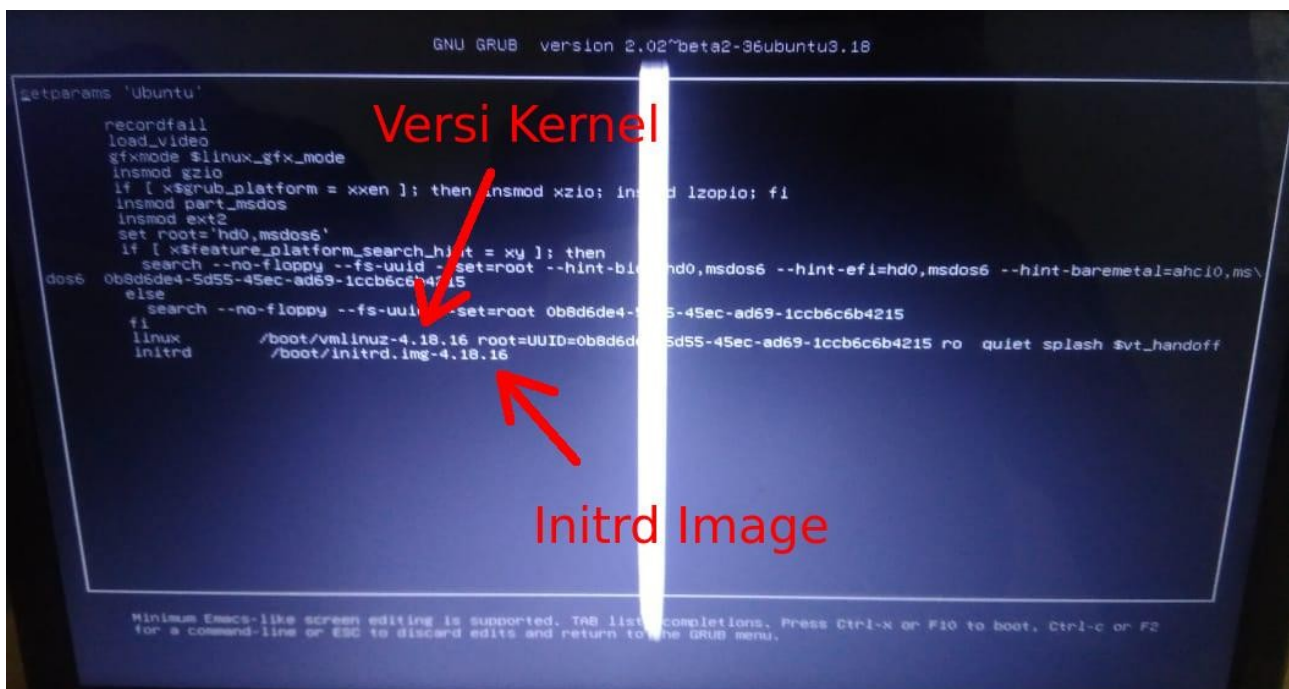 GNU GRUB version 2.02~beta2-36ubuntu3.18
setparams 'Ubuntu'
Versi Kernel
recordfail
load_video
gfxmode $linux_gfx_mode
insmod gzio
if [ x$grub_platform = xxen ]; then insmod xzio; lzopio; fi
insmod part_msdos
insmod ext2
set root='hd0,msdos6'
if [ x$feature_platform_search_hint = xy ]; then
search --no-floppy --fs-uuid --set=root --hint-bios=hd0,msdos6 --hint-efi=hd0,msdos6 --hint-baremetal=ahci0,ms\
dos6 0b8d6de4-5d55-45ec-ad69-1ccb6c6b4215
else
search --no-floppy --fs-uuid --set=root 0b8d6de4-5d55-45ec-ad69-1ccb6c6b4215
fi
linux /boot/vmlinuz-4.18.16 root=UUID=0b8d6de4-5d55-45ec-ad69-1ccb6c6b4215 ro quiet splash $vt_handoff
initrd /boot/initrd.img-4.18.16
Initrd Image
Minimum Emacs-like screen editing is supported. TAB lists completions. Press Ctrl-x or F10 to boot, Ctrl-c or F2
for a command-line or ESC to discard edits and return to the GRUB menu.